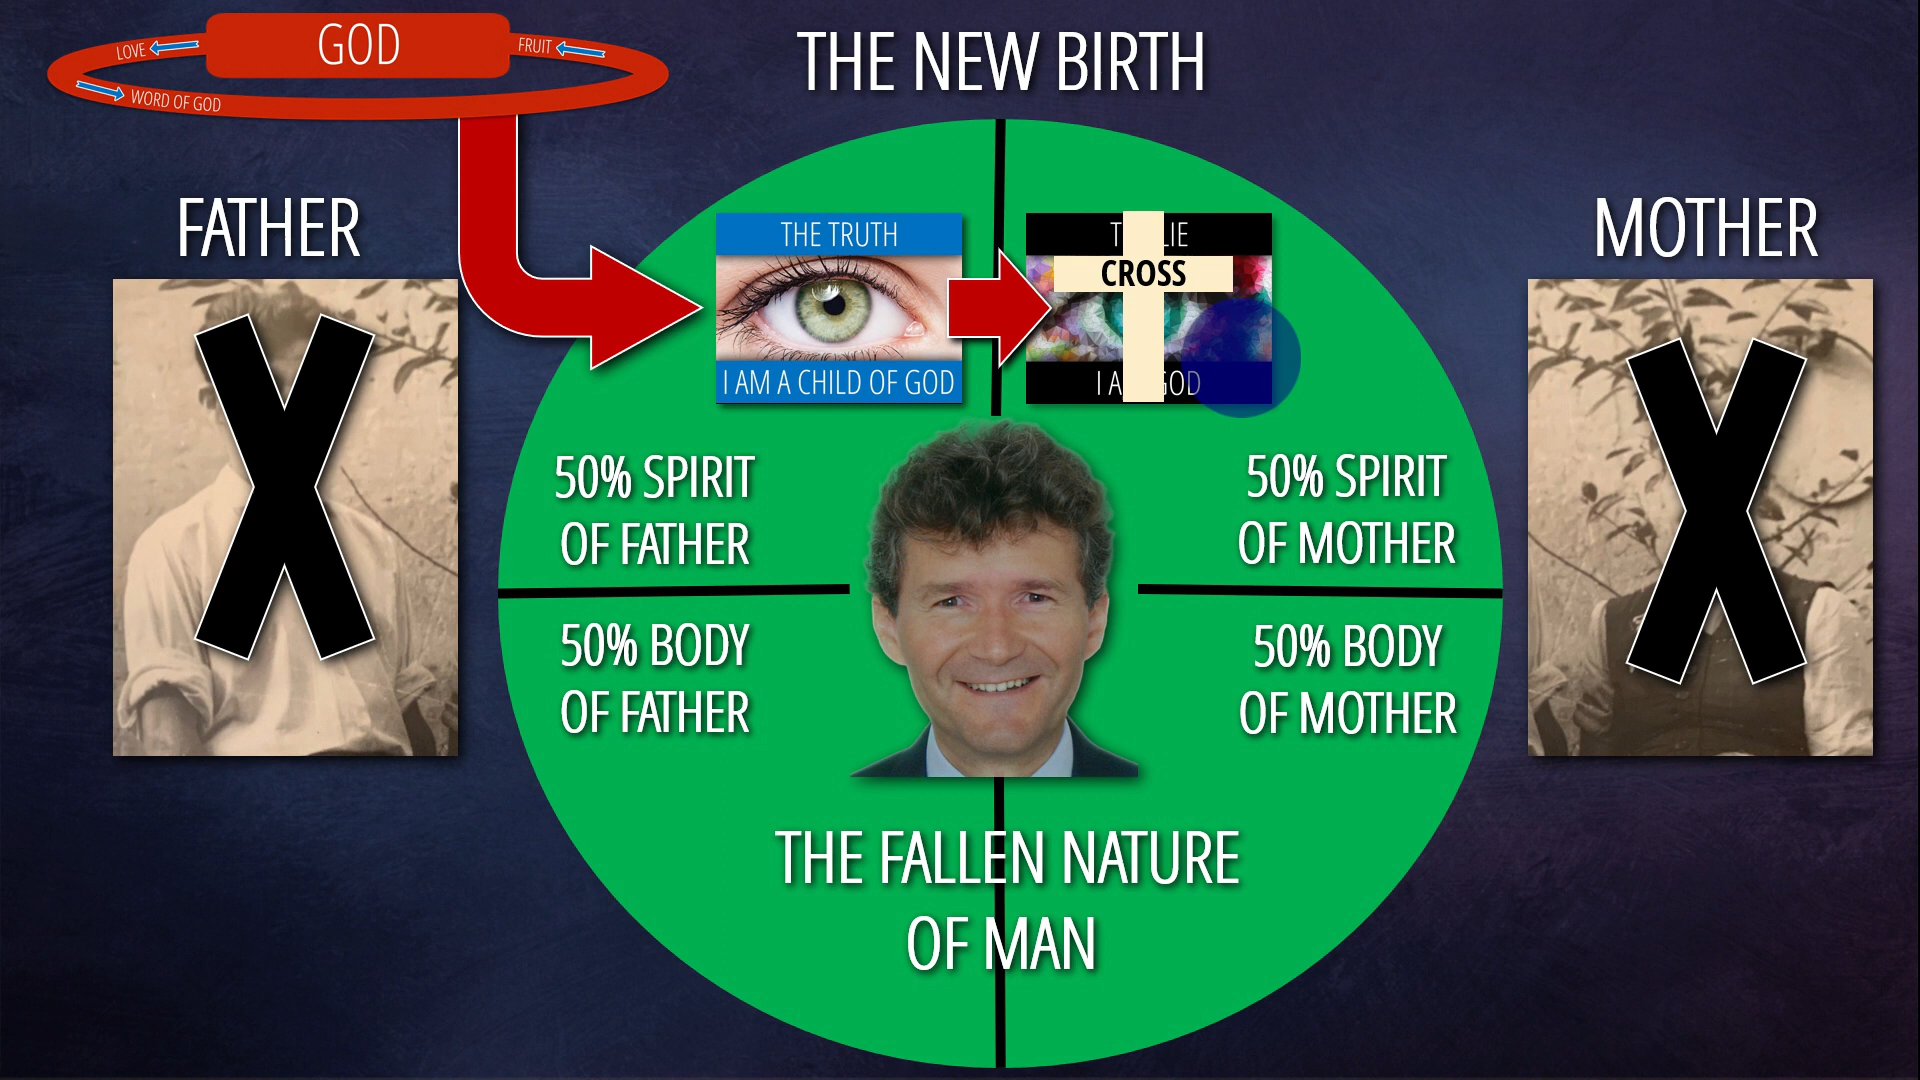 GOD
LOVE
FRUIT
WORD OF GOD
THE NEW BIRTH
FATHER
MOTHER
THE TRUTH
I AM A CHILD OF GOD
LIE
CROSS
I A GOD
50% SPIRIT
OF FATHER
50% SPIRIT
OF MOTHER
50% BODY
OF FATHER
50% BODY
OF MOTHER
THE FALLEN NATURE
OF MAN